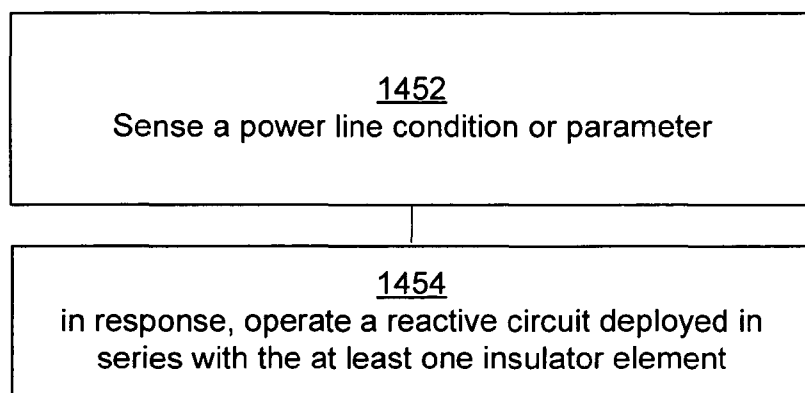 1452
Sense a power line condition or parameter
1454
in response, operate a reactive circuit deployed in
series with the at least one insulator element